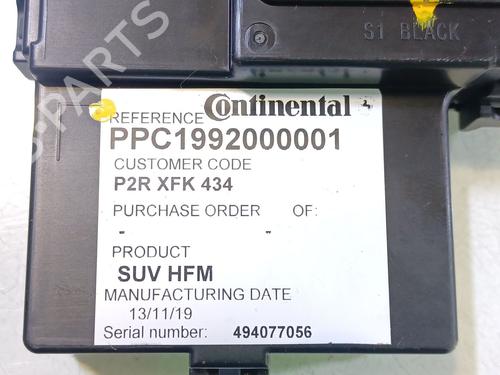 S1 BLACK
REFERENCE Continental
PPC1992000001
CUSTOMER CODE
P2R XFK 434
PURCHASE ORDER OF:
- -
PRODUCT
SUV HFM
MANUFACTURING DATE
13/11/19
Serial number: 494077056